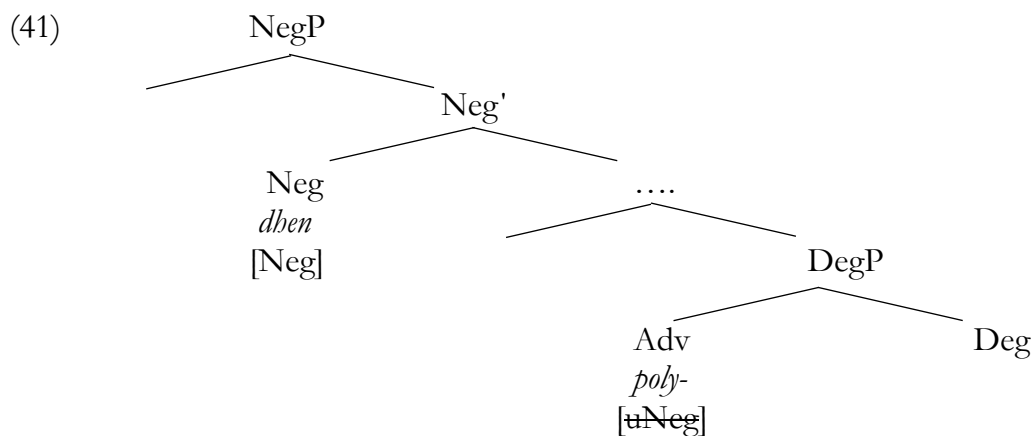 (41) NegP
Neg'
Neg ....
dhen
[Neg] DegP
Adv Deg
poly-
[uNeg]